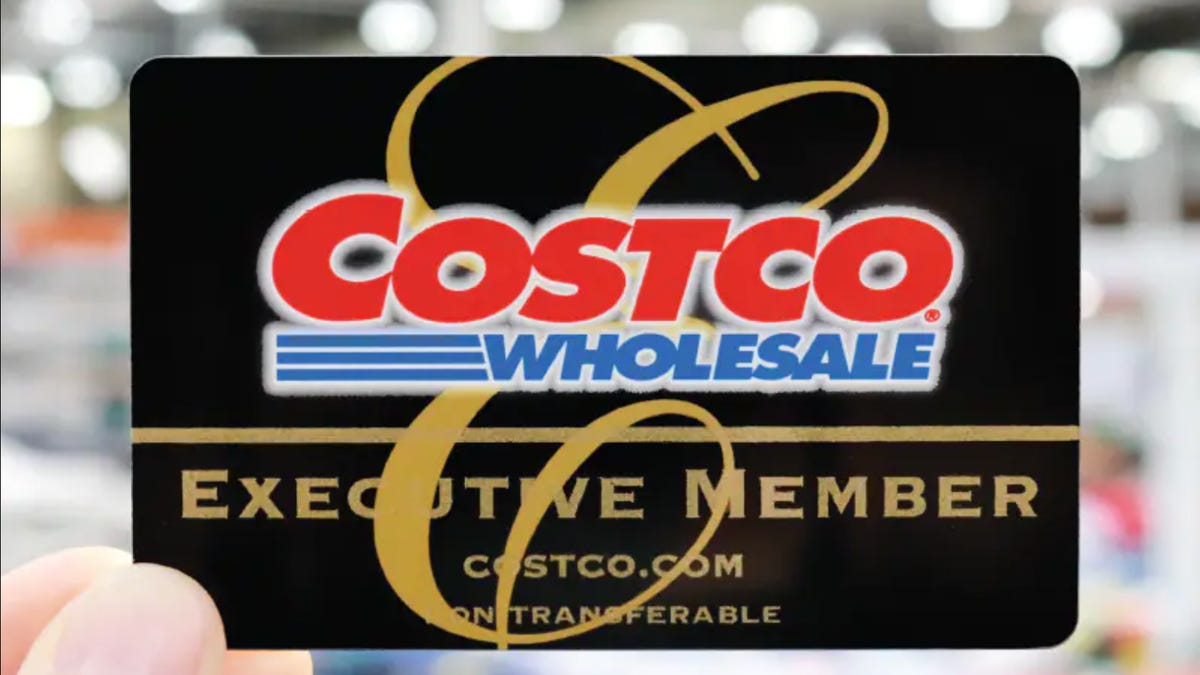 COSTCO®
WHOLESALE
EXECUTIVE MEMBER
COSTCO.COM
NON TRANSFERABLE